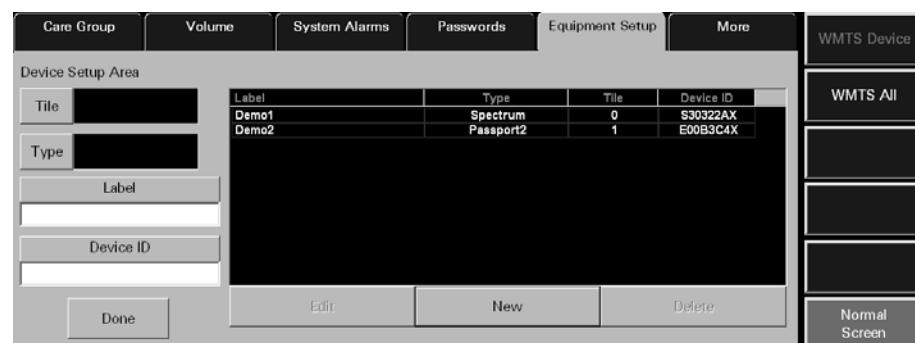 Care Group Volume System Alarms Passwords Equipment Setup More
WMTS Device
Device Setup Area
Tile
Type
Label
Device ID
Done
Label Type Tile Device ID
Demo1 Spectrum 0 S30322AX
Demo2 Passport2 1 E00B3C4X
Edit New Delete
WMTS All
Normal
Screen